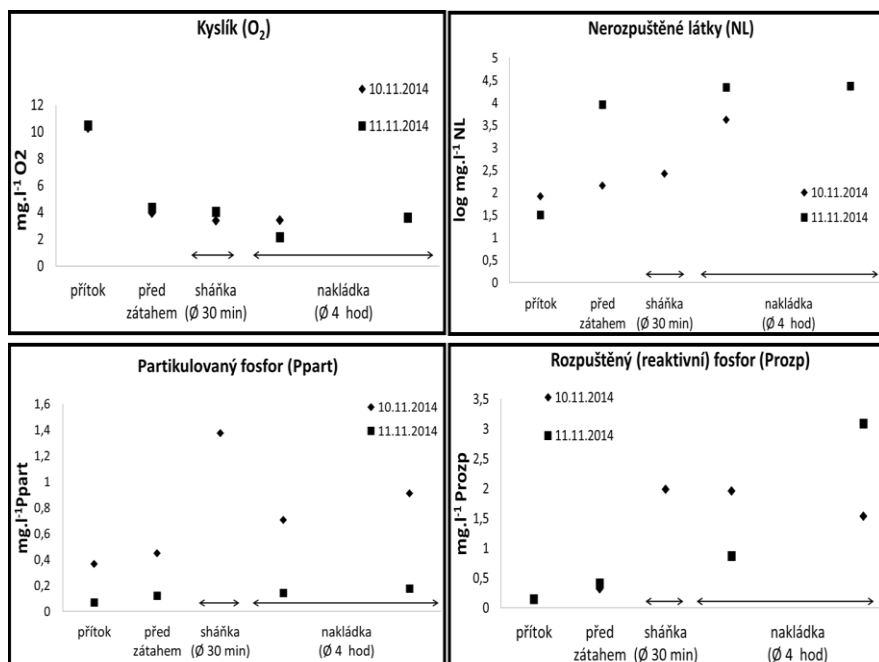 Kyslík (O2)
10.11.2014
11.11.2014
mg.l-1 O2
12
10
8
6
4
2
0
přítok
před
zátahem
sháňka
(Ø 30 min)
nakládka
(Ø 4 hod)
Nerozpuštěné látky (NL)
log mg.l-1 NL
5
4,5
4
3,5
3
2,5
2
1,5
1
0,5
0
10.11.2014
11.11.2014
přítok
před
zátahem
sháňka
(Ø 30 min)
nakládka
(Ø 4 hod)
Partikulovaný fosfor (Ppart)
mg.l-1Ppart
1,6
1,4
1,2
1
0,8
0,6
0,4
0,2
0
10.11.2014
11.11.2014
přítok
před
zátahem
sháňka
(Ø 30 min)
nakládka
(Ø 4 hod)
Rozpuštěný (reaktivní) fosfor (Prozp)
mg.l-1 Prozp
3,5
3
2,5
2
1,5
1
0,5
0
10.11.2014
11.11.2014
přítok
před
zátahem
sháňka
(Ø 30 min)
nakládka
(Ø 4 hod)